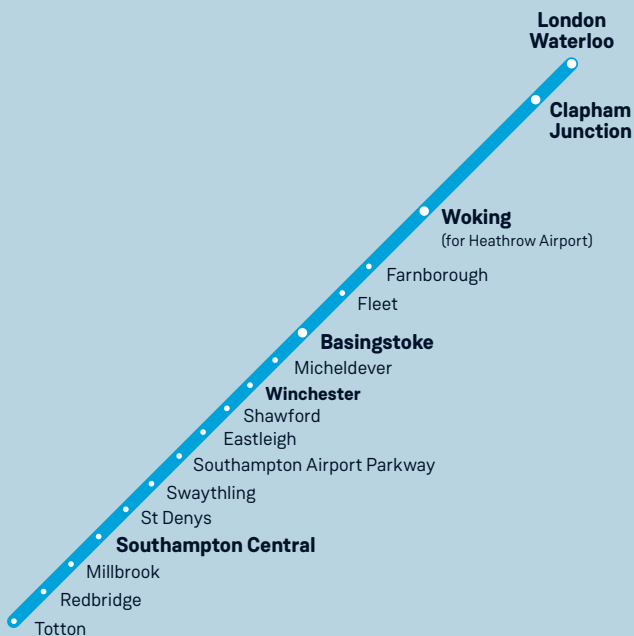 London
Waterloo
Clapham
Junction
Woking
(for Heathrow Airport)
Farnborough
Fleet
Basingstoke
Micheldever
Winchester
Shawford
Eastleigh
Southampton Airport Parkway
Swaythling
St Denys
Southampton Central
Millbrook
Redbridge
Totton